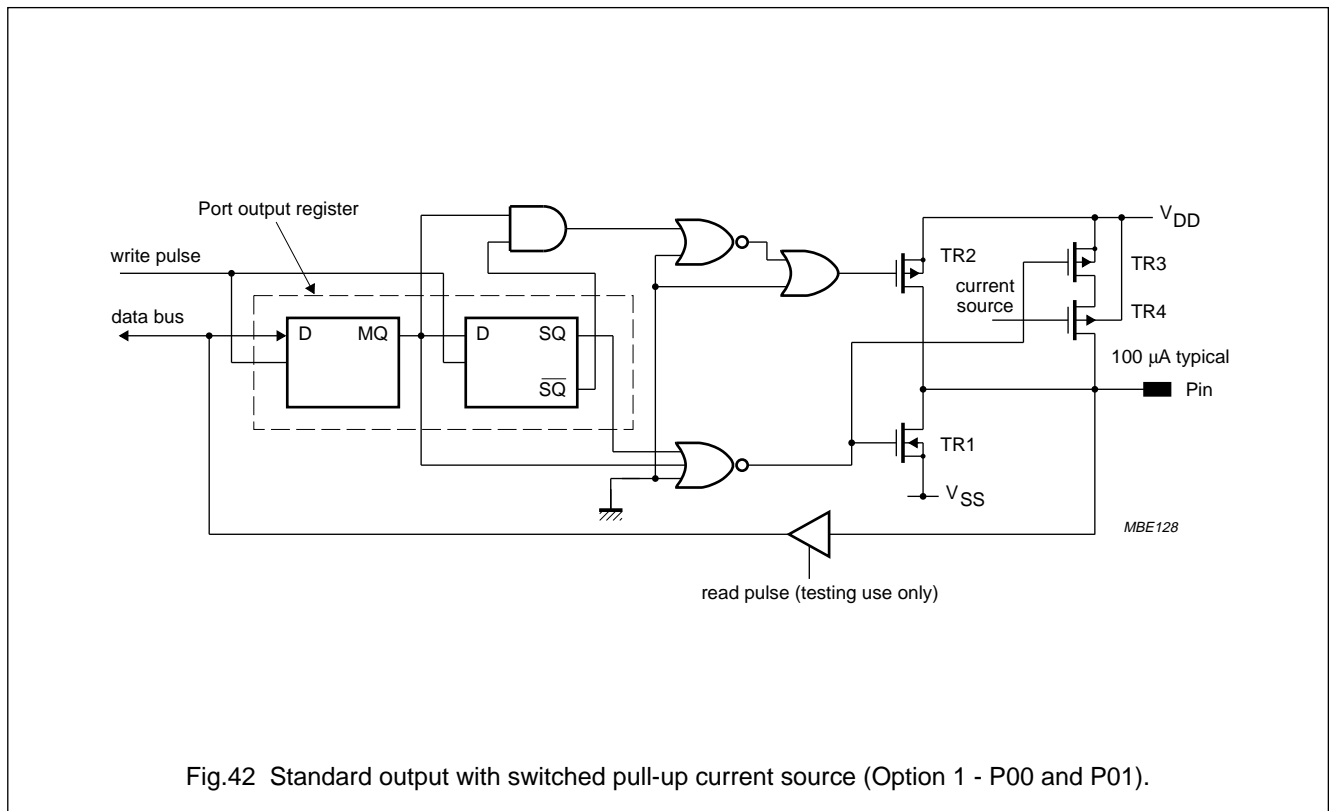 Port output register
write pulse
data bus
D
MQ
D
SQ
SQ
TR2
VDD
TR3
current
source
TR4
100 µA typical
Pin
TR1
VSS
MBE128
read pulse (testing use only)
Fig.42 Standard output with switched pull-up current source (Option 1 - P00 and P01).